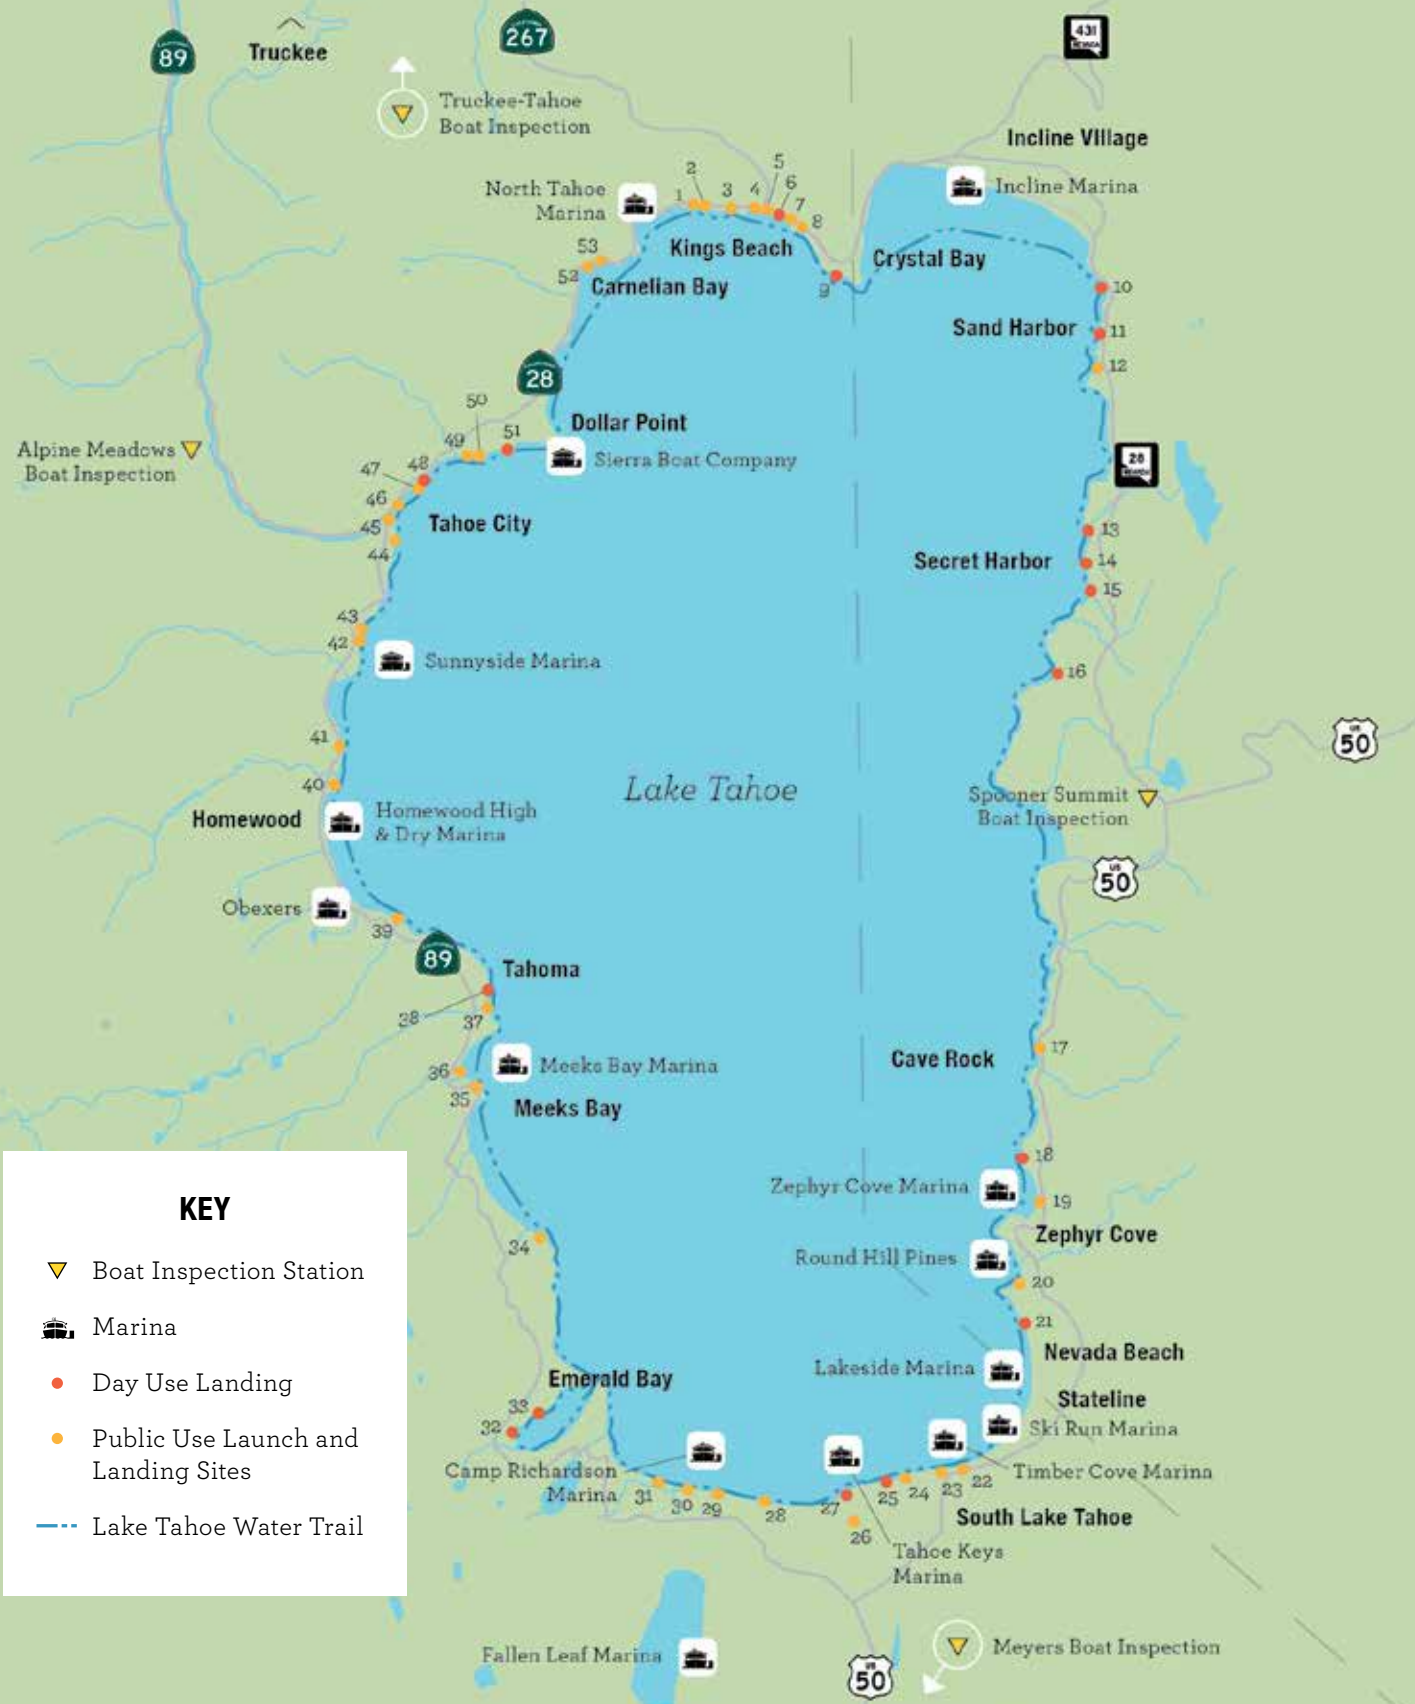 89
Truckee
267
431
NEVADA
Truckee-Tahoe
Boat Inspection
Incline VIllage
North Tahoe
Marina
Incline Marina
1
2
3
4
5
6
7
8
Kings Beach
53
52
Carnelian Bay
9
Crystal Bay
10
Sand Harbor
11
12
28
50
51
Dollar Point
49
Sierra Boat Company
Alpine Meadows
Boat Inspection
47
48
46
45
44
Tahoe City
28
NEVADA
13
Secret Harbor
14
15
43
42
Sunnyside Marina
16
41
40
Lake Tahoe
US
50
Homewood
Homewood High
& Dry Marina
Spooner Summit
Boat Inspection
US
50
Obexers
39
89
Tahoma
38
37
Cave Rock
17
36
Meeks Bay Marina
35
Meeks Bay
18
Zephyr Cove Marina
19
Zephyr Cove
34
Round Hill Pines
20
21
Nevada Beach
Lakeside Marina
Stateline
Emerald Bay
33
32
Ski Run Marina
Camp Richardson
Marina
31
30
29
28
27
26
25
24
23
22
Timber Cove Marina
South Lake Tahoe
Tahoe Keys
Marina
Fallen Leaf Marina
US
50
Meyers Boat Inspection
KEY
Boat Inspection Station
Marina
Day Use Landing
Public Use Launch and
Landing Sites
Lake Tahoe Water Trail